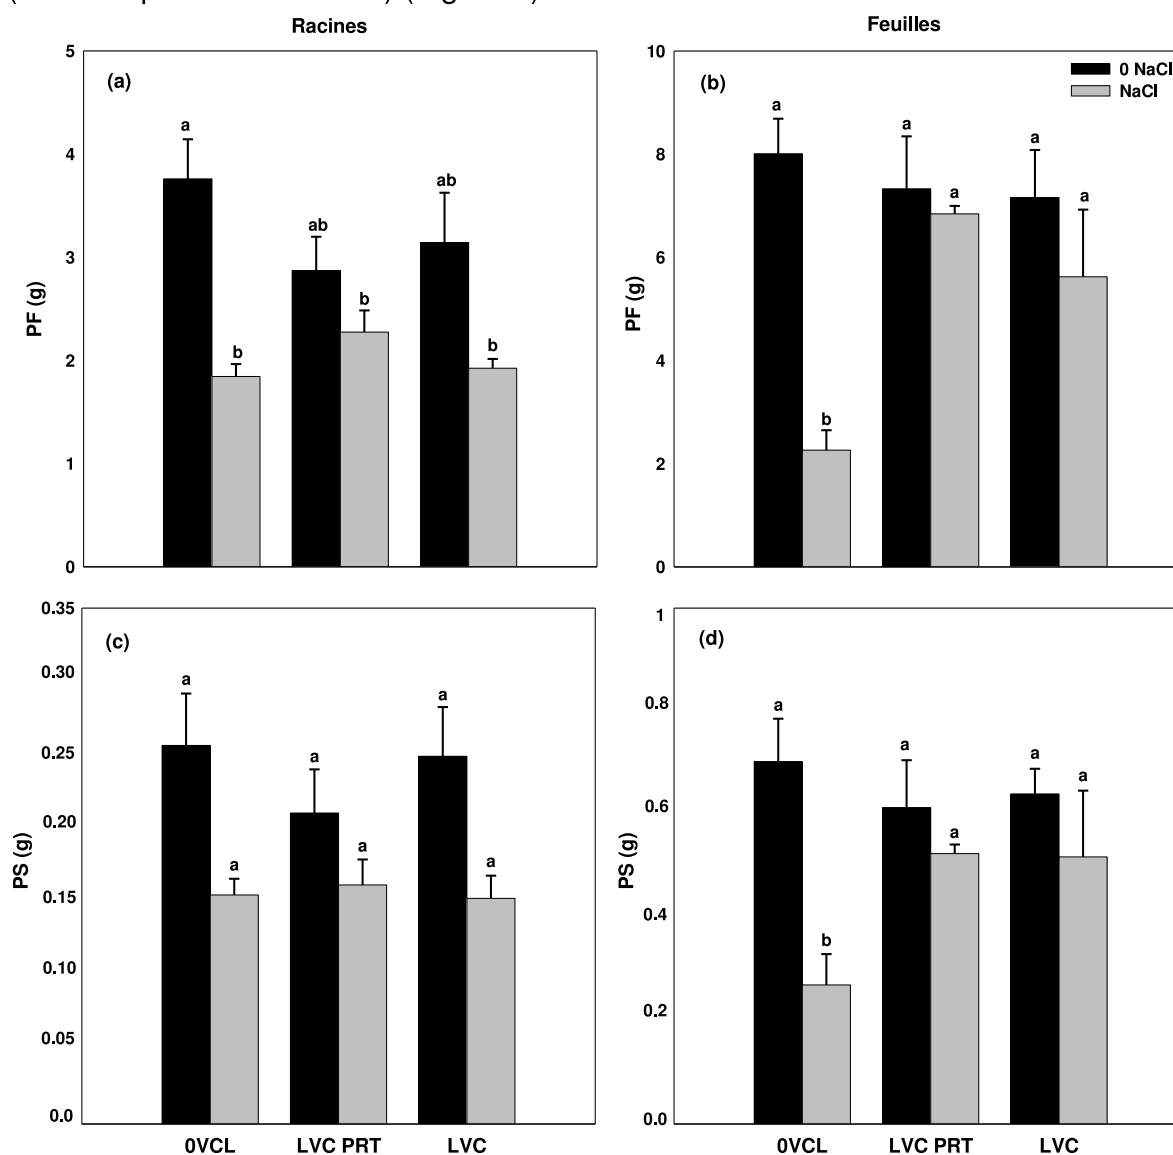 Racines
Feuilles
5
4
3
2
1
0
PF (g)
(a)
a
b
ab
b
ab
b
10
8
6
4
2
0
PF (g)
(b)
0 NaCl
NaCl
a
b
a
a
a
a
0.35
0.30
0.25
0.20
0.15
0.10
0.05
0.0
PS (g)
(c)
a
a
a
a
a
a
0VCL
LVC PRT
LVC
1
0.8
0.6
0.4
0.2
0.0
PS (g)
(d)
a
b
a
a
a
a
0VCL
LVC PRT
LVC